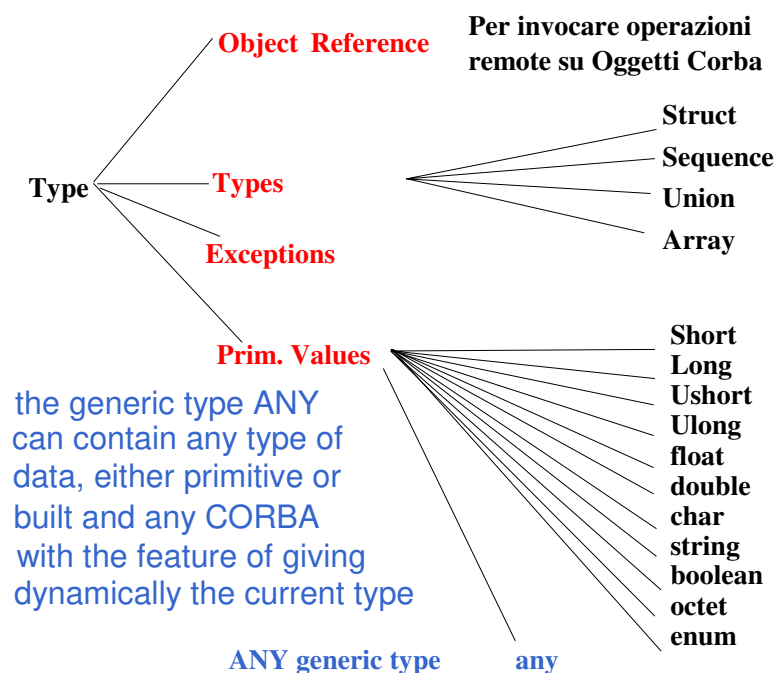 Object Reference
Per invocare operazioni
remote su Oggetti Corba
Type
Types
Struct
Sequence
Union
Array
Exceptions
Prim. Values
Short
Long
Ushort
Ulong
float
double
char
string
boolean
octet
enum
the generic type ANY
can contain any type of
data, either primitive or
built and any CORBA
with the feature of giving
dynamically the current type
ANY generic type
any